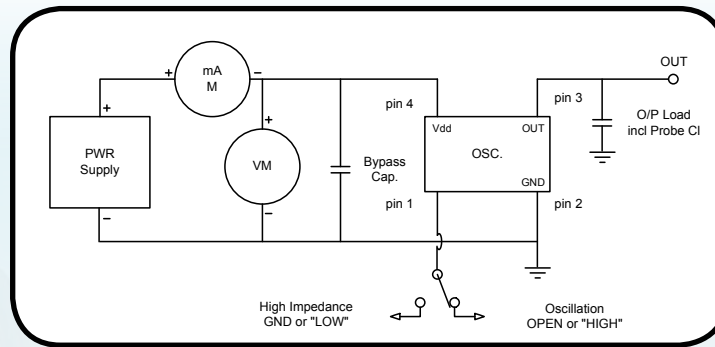 mA
M
+
–
OUT
+
pin 4
pin 3
+
Vdd
OUT
O/P Load
incl Probe Cl
PWR
Supply
VM
Bypass
Cap.
OSC.
GND
–
–
pin 1
pin 2
High Impedance
GND or "LOW"
Oscillation
OPEN or "HIGH"